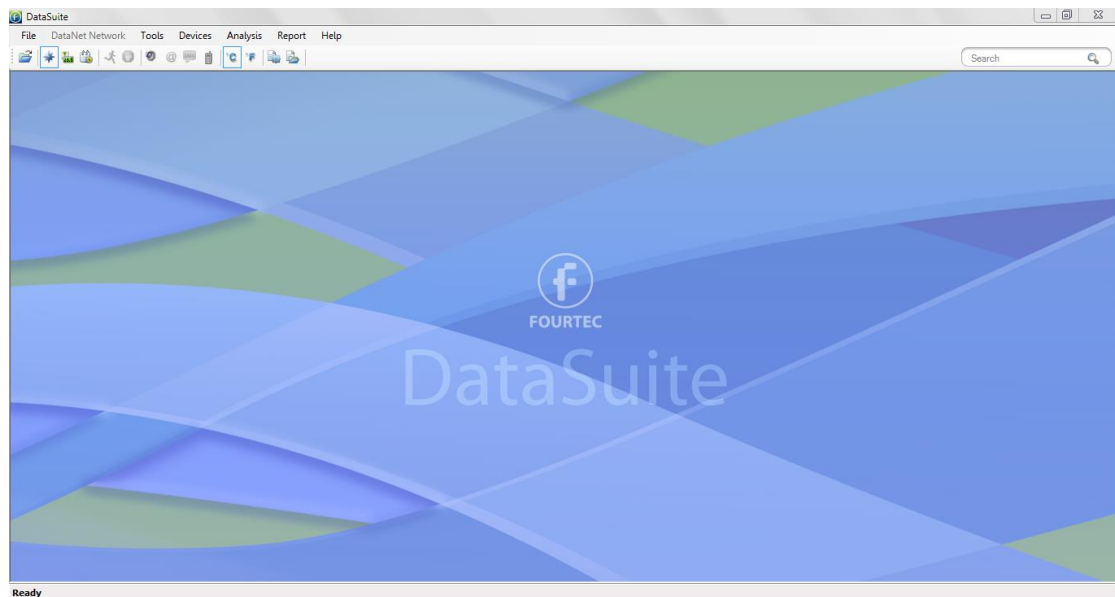 DataSuite
File DataNet Network Tools Devices Analysis Report Help
@ °C °F Search
FOURTEC
DataSuite
Ready